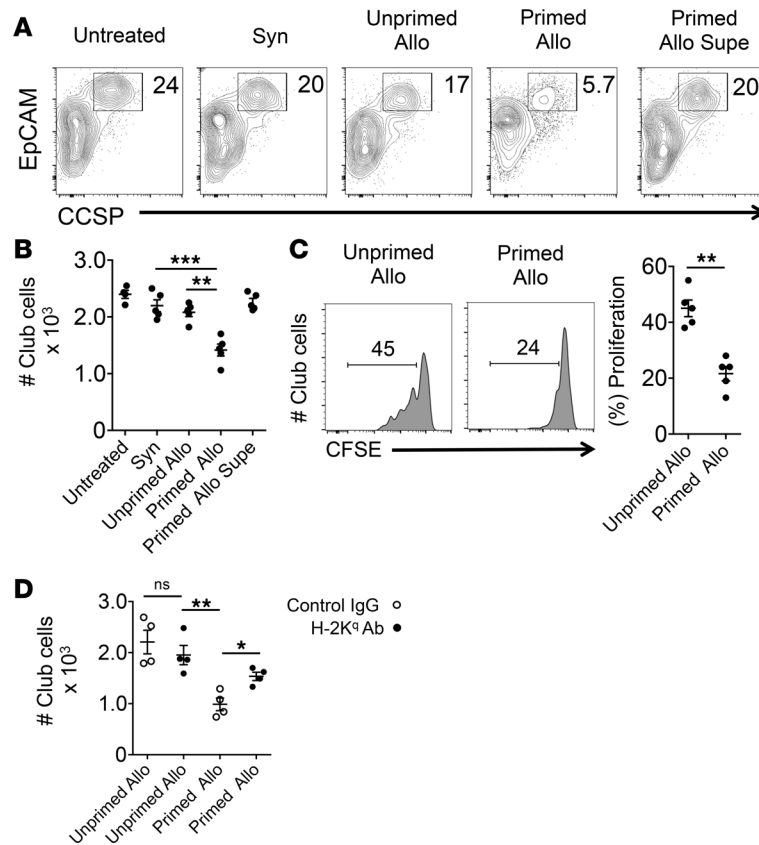 A
Untreated
Syn
Unprimed
Allo
Primed
Allo
Primed
Allo Supe
24
20
17
5.7
20
EpCAM
CCSP
B
# Club cells
x 10³
3.0
2.0
1.0
0
***
**
Untreated
Syn
Unprimed Allo
Primed Allo
Primed Allo Supe
C
Unprimed
Allo
Primed
Allo
# Club cells
45
24
CFSE
(%) Proliferation
60
40
20
0
**
Unprimed Allo
Primed Allo
D
# Club cells
x 10³
3.0
2.0
1.0
0
ns
**
*
Control IgG
H-2Kq Ab
Unprimed Allo
Unprimed Allo
Primed Allo
Primed Allo